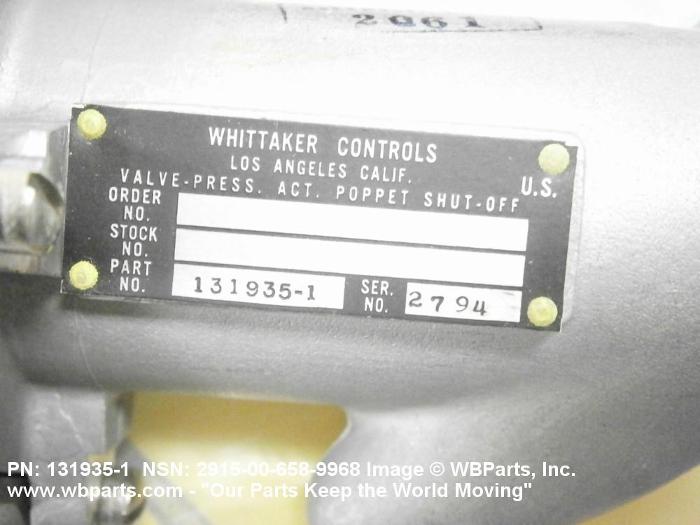 2061
WHITTAKER CONTROLS
LOS ANGELES CALIF.
U.S.
VALVE-PRESS. ACT. POPPET SHUT-OFF
ORDER NO.
STOCK NO.
PART NO. 131935-1 SER. NO. 2794
PN: 131935-1 NSN: 2915-00-658-9968 Image © WBParts, Inc.
www.wbparts.com - "Our Parts Keep the World Moving"